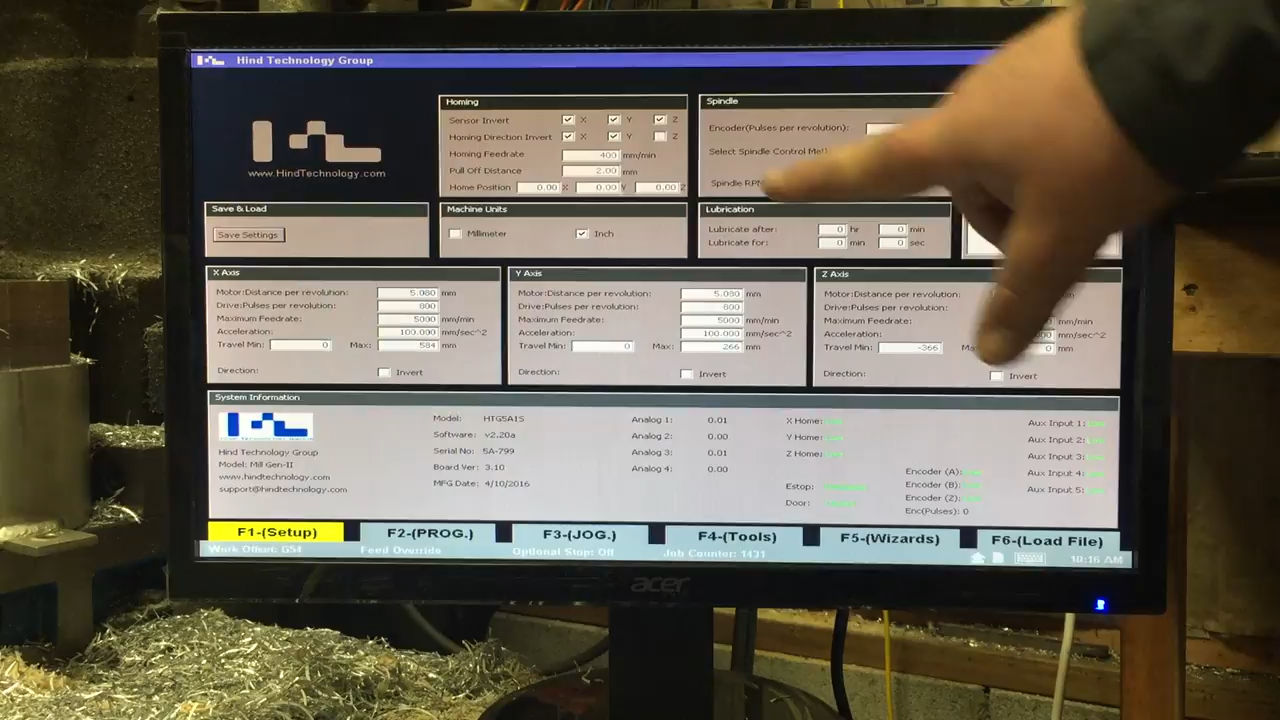 Hind Technology Group
www.HindTechnology.com
Homing
Sensor Invert X Y Z
Homing Direction Invert X Y Z
Homing Feedrate 400 mm/min
Pull Off Distance 2.00 mm
Home Position 0.00 X 0.00 Y 0.00 Z
Spindle
Encoder(Pulses per revolution):
Select Spindle Control
Spindle
Save & Load
Save Settings
Machine Units
Millimeter Inch
Lubrication
Lubricate after: 0 hr 0 min
Lubricate for: 0 min 0 sec
X Axis
Motor:Distance per revolution: 5.080 mm
Drive:Pulses per revolution: 800
Maximum Feedrate: 5000 mm/min
Acceleration: 100.000 mm/sec^2
Travel Min: 0 Max: 584 mm
Direction: Invert
Y Axis
Motor:Distance per revolution: 5.080 mm
Drive:Pulses per revolution: 800
Maximum Feedrate: 5000 mm/min
Acceleration: 100.000 mm/sec^2
Travel Min: 0 Max: 266 mm
Direction: Invert
Z Axis
Motor:Distance per revolution: mm
Drive:Pulses per revolution:
Maximum Feedrate: mm/min
Acceleration: mm/sec^2
Travel Min: -366 0 mm
Direction: Invert
System Information
Hind Technology Group
Model: Mill Gen-II
www.hindtechnology.com
support@hindtechnology.com
Model: HTG5A1S
Software: v2.20a
Serial No: 5A-799
Board Ver: 3.10
MFG Date: 4/10/2016
Analog 1: 0.01
Analog 2: 0.00
Analog 3: 0.01
Analog 4: 0.00
X Home:
Y Home:
Z Home:
Estop:
Door:
Encoder (A):
Encoder (B):
Encoder (Z):
Enc(Pulses): 0
Aux Input 1:
Aux Input 2:
Aux Input 3:
Aux Input 4:
Aux Input 5:
F1-(Setup) F2-(PROG.) F3-(JOG.) F4-(Tools) F5-(Wizards) F6-(Load File)
Work Offset: G54 Feed Override Optional Stop: Off Job Counter: 1431 10:16 AM
acer